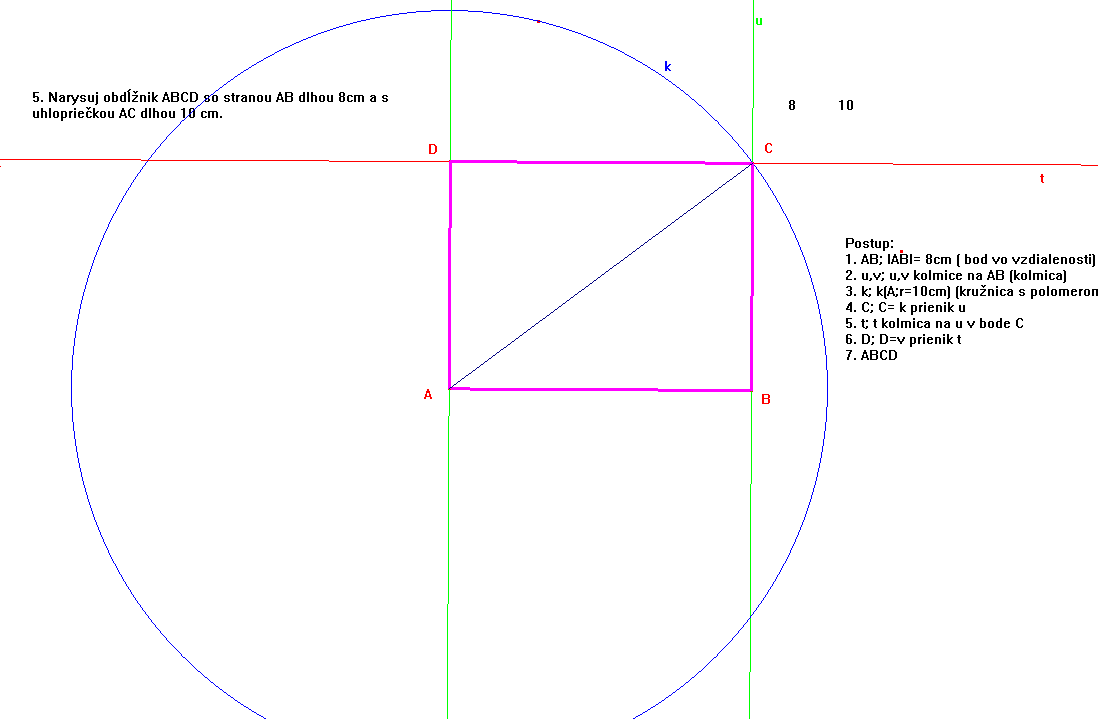 u
k
5. Narysuj obdĺžnik ABCD so stranou AB dlhou 8cm a s
uhlopriečkou AC dlhou 10 cm.
8 10
D
C
t
Postup:
1. AB; IABI= 8cm ( bod vo vzdialenosti)
2. u,v; u,v kolmice na AB (kolmica)
3. k; k(A;r=10cm) (kružnica s polomerom
4. C; C= k prienik u
5. t; t kolmica na u v bode C
6. D; D=v prienik t
7. ABCD
A
B